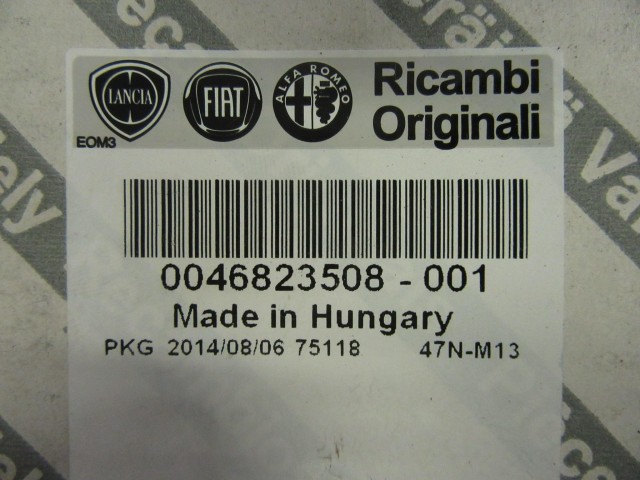 LANCIA
FIAT
ALFA ROMEO
Ricambi
Originali
EOM3
0046823508 - 001
Made in Hungary
PKG 2014/08/06 75118 47N-M13